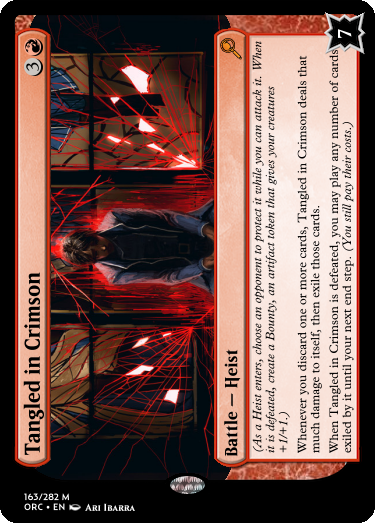 Tangled in Crimson
3
Battle — Heist
(As a Heist enters, choose an opponent to protect it while you can attack it. When
it is defeated, create a Bounty, an artifact token that gives your creatures
+1/+1.)
Whenever you discard one or more cards, Tangled in Crimson deals that
much damage to itself, then exile those cards.
When Tangled in Crimson is defeated, you may play any number of cards
exiled by it until your next end step. (You still pay their costs.)
7
163/282 M
ORC • EN Ari Ibarra